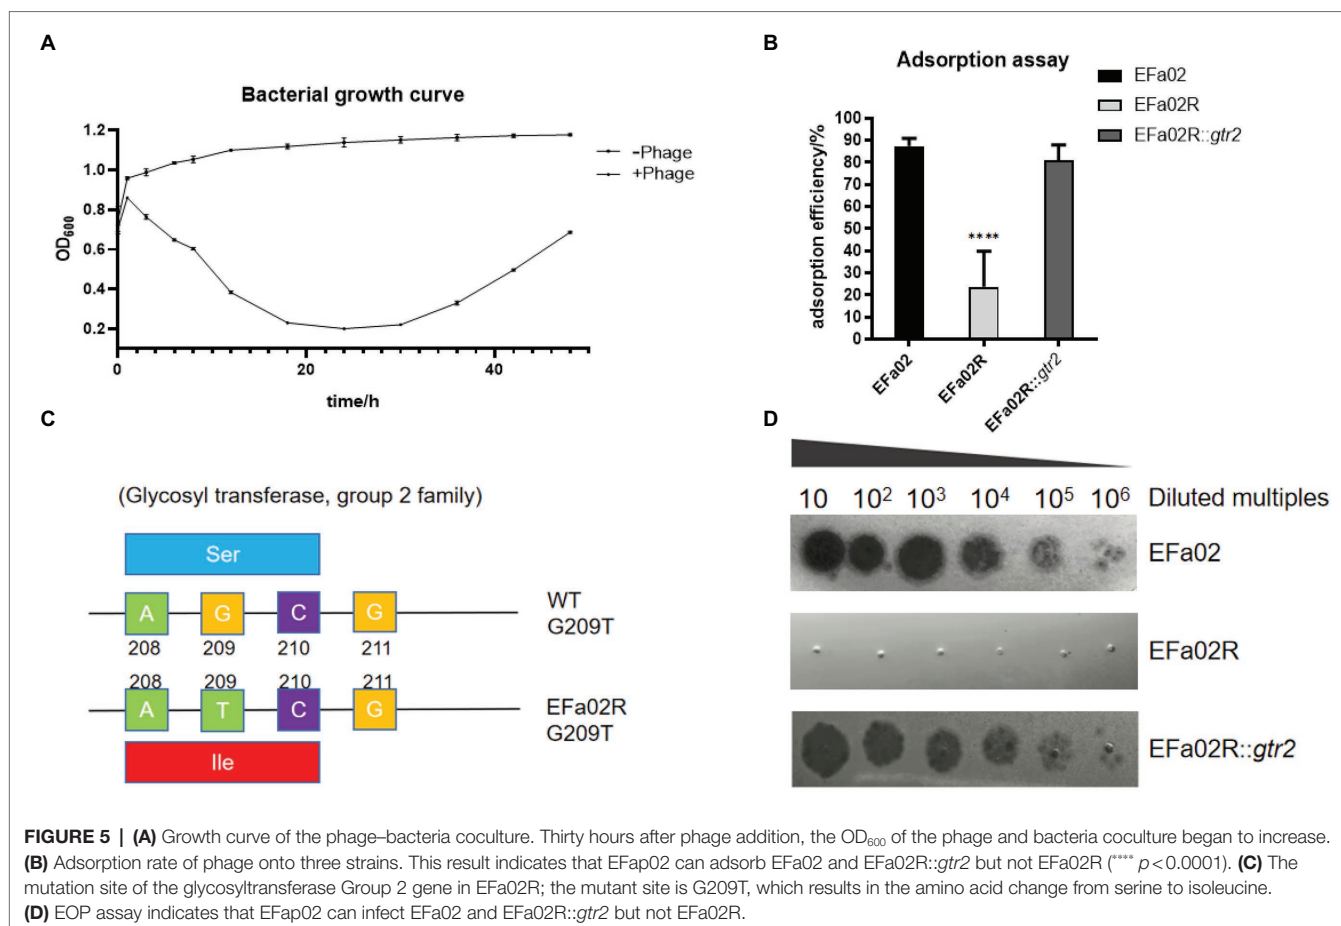 A
Bacterial growth curve
1.2
1.0
0.8
0.6
0.4
0.2
OD600
0
20
40
time/h
-Phage
+Phage
B
Adsorption assay
EFa02
EFa02R
EFa02R::gtr2
100
90
80
70
60
50
40
30
20
10
0
adsorption efficiency/%
****
EFa02
EFa02R
EFa02R::gtr2
C
(Glycosyl transferase, group 2 family)
Ser
A G C G
208 209 210 211
WT
G209T
208 209 210 211
A T C G
EFa02R
G209T
Ile
D
10 10² 10³ 10⁴ 10⁵ 10⁶ Diluted multiples
EFa02
EFa02R
EFa02R::gtr2
FIGURE 5 | (A) Growth curve of the phage–bacteria coculture. Thirty hours after phage addition, the OD600 of the phage and bacteria coculture began to increase.
(B) Adsorption rate of phage onto three strains. This result indicates that EFap02 can adsorb EFa02 and EFa02R::gtr2 but not EFa02R (**** p<0.0001). (C) The
mutation site of the glycosyltransferase Group 2 gene in EFa02R; the mutant site is G209T, which results in the amino acid change from serine to isoleucine.
(D) EOP assay indicates that EFap02 can infect EFa02 and EFa02R::gtr2 but not EFa02R.